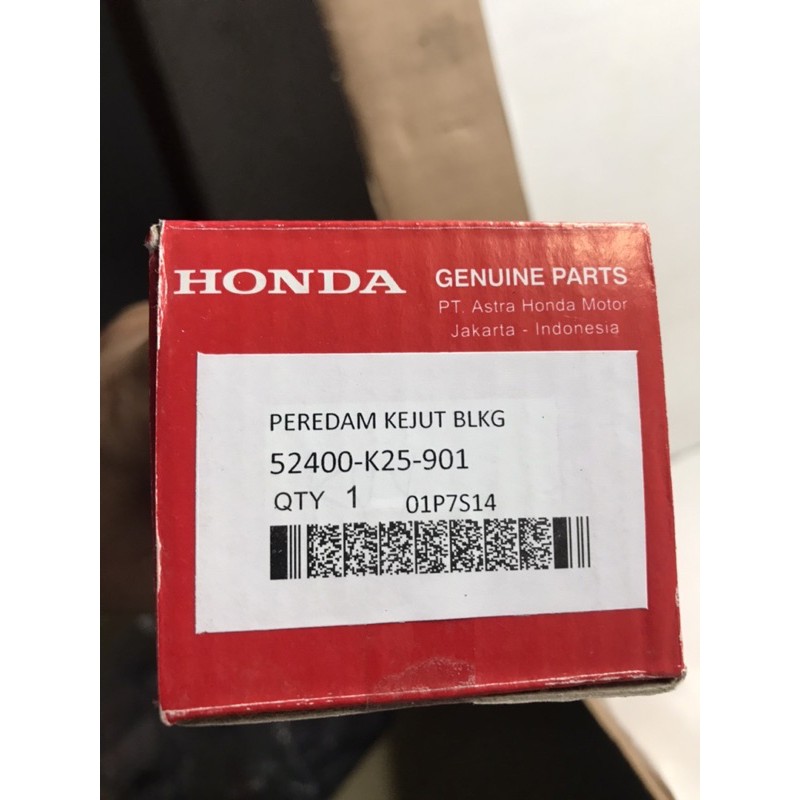 HONDA GENUINE PARTS
PT. Astra Honda Motor
Jakarta - Indonesia
PEREDAM KEJUT BLKG
52400-K25-901
QTY 1 01P7S14